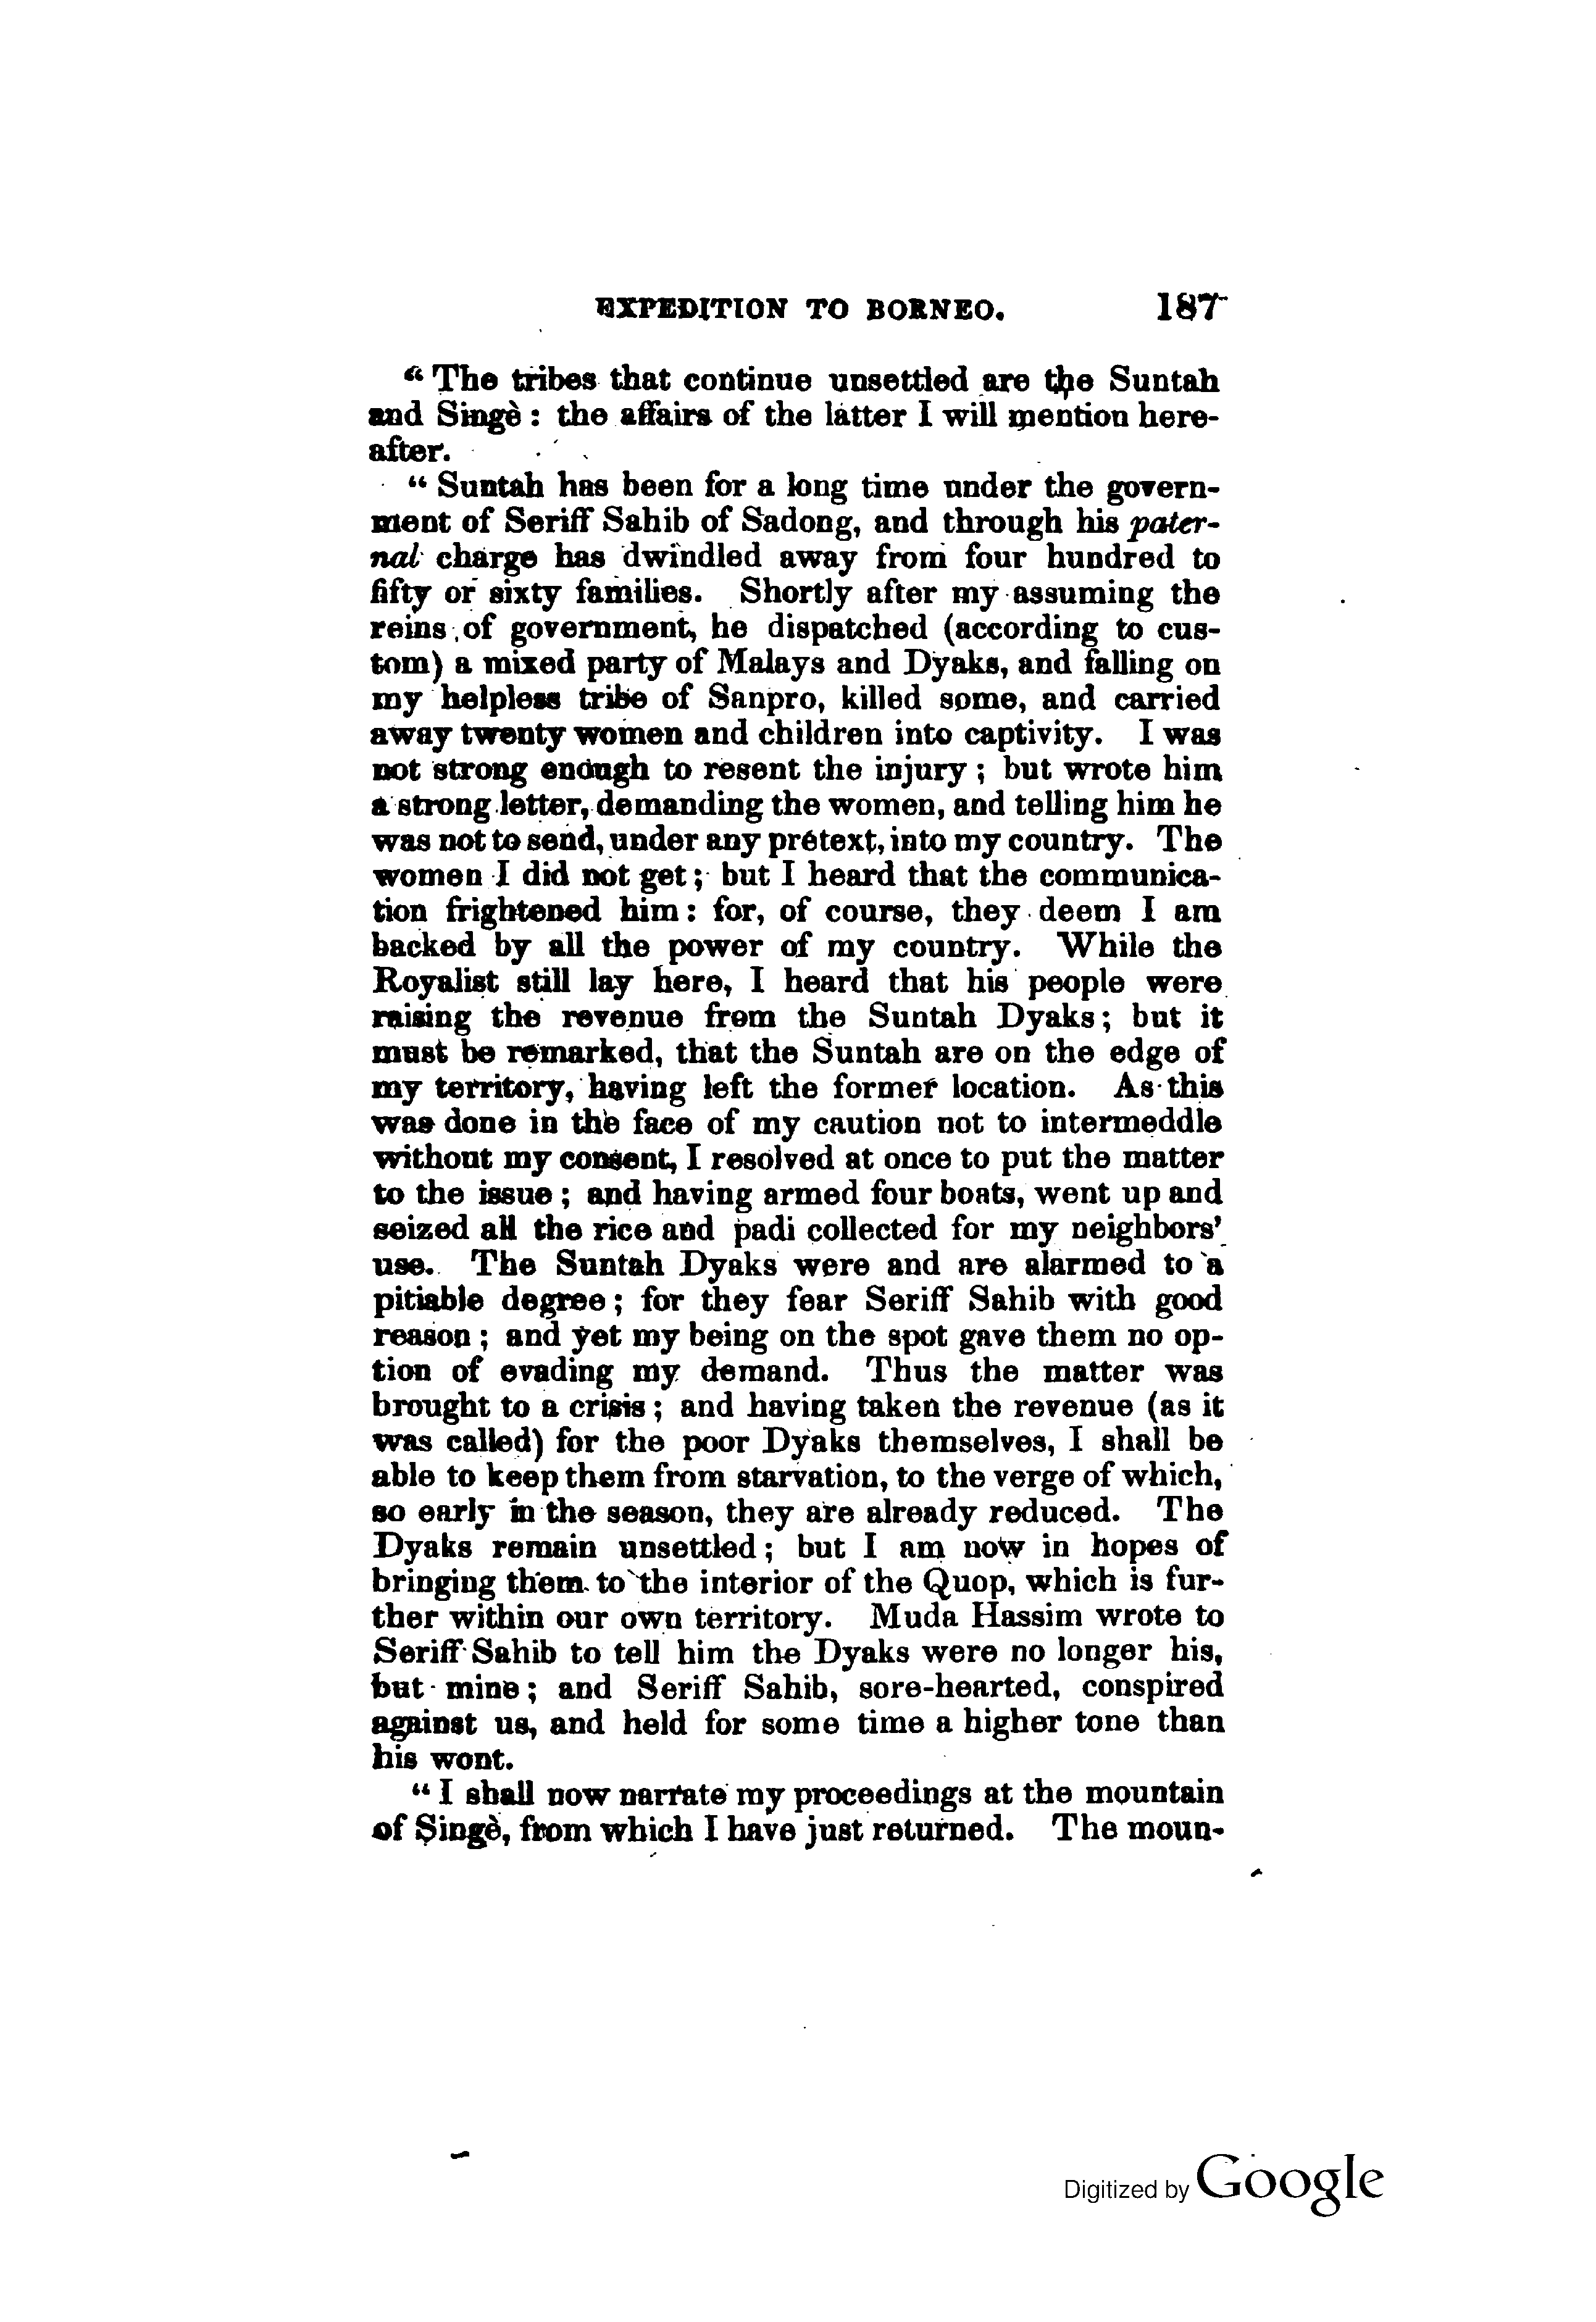 EXPEDITION TO BORNEO. 187
“ The tribes that continue unsettled are the Suntah
and Singè : the affairs of the latter I will mention here-
after.
“ Suntah has been for a long time under the govern-
ment of Seriff Sahib of Sadong, and through his pater-
nal charge has dwindled away from four hundred to
fifty or sixty families. Shortly after my assuming the
reins of government, he dispatched (according to cus-
tom) a mixed party of Malays and Dyaks, and falling on
my helpless tribe of Sanpro, killed some, and carried
away twenty women and children into captivity. I was
not strong enough to resent the injury ; but wrote him
a strong letter, demanding the women, and telling him he
was not to send, under any pretext, into my country. The
women I did not get ; but I heard that the communica-
tion frightened him : for, of course, they deem I am
backed by all the power of my country. While the
Royalist still lay here, I heard that his people were
raising the revenue from the Suntah Dyaks ; but it
must be remarked, that the Suntah are on the edge of
my territory, having left the former location. As this
was done in the face of my caution not to intermeddle
without my consent, I resolved at once to put the matter
to the issue ; and having armed four boats, went up and
seized all the rice and padi collected for my neighbors’
use. The Suntah Dyaks were and are alarmed to a
pitiable degree ; for they fear Seriff Sahib with good
reason ; and yet my being on the spot gave them no op-
tion of evading my demand. Thus the matter was
brought to a crisis ; and having taken the revenue (as it
was called) for the poor Dyaks themselves, I shall be
able to keep them from starvation, to the verge of which,
so early in the season, they are already reduced. The
Dyaks remain unsettled ; but I am now in hopes of
bringing them to the interior of the Quop, which is fur-
ther within our own territory. Muda Hassim wrote to
Seriff Sahib to tell him the Dyaks were no longer his,
but mine ; and Seriff Sahib, sore-hearted, conspired
against us, and held for some time a higher tone than
his wont.
“ I shall now narrate my proceedings at the mountain
of Singè, from which I have just returned. The moun-
Digitized by Google